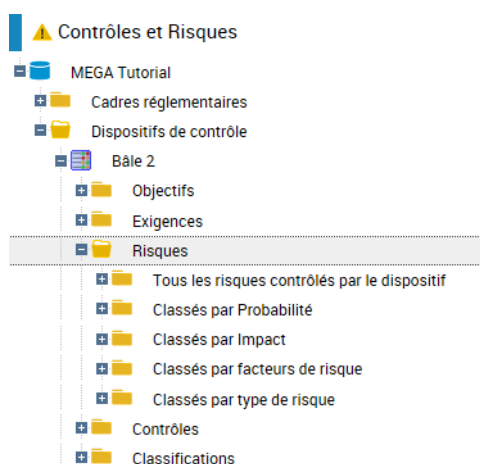 Contrôles et Risques
MEGA Tutorial
Cadres réglementaires
Dispositifs de contrôle
Bâle 2
Objectifs
Exigences
Risques
Tous les risques contrôlés par le dispositif
Classés par Probabilité
Classés par Impact
Classés par facteurs de risque
Classés par type de risque
Contrôles
Classifications